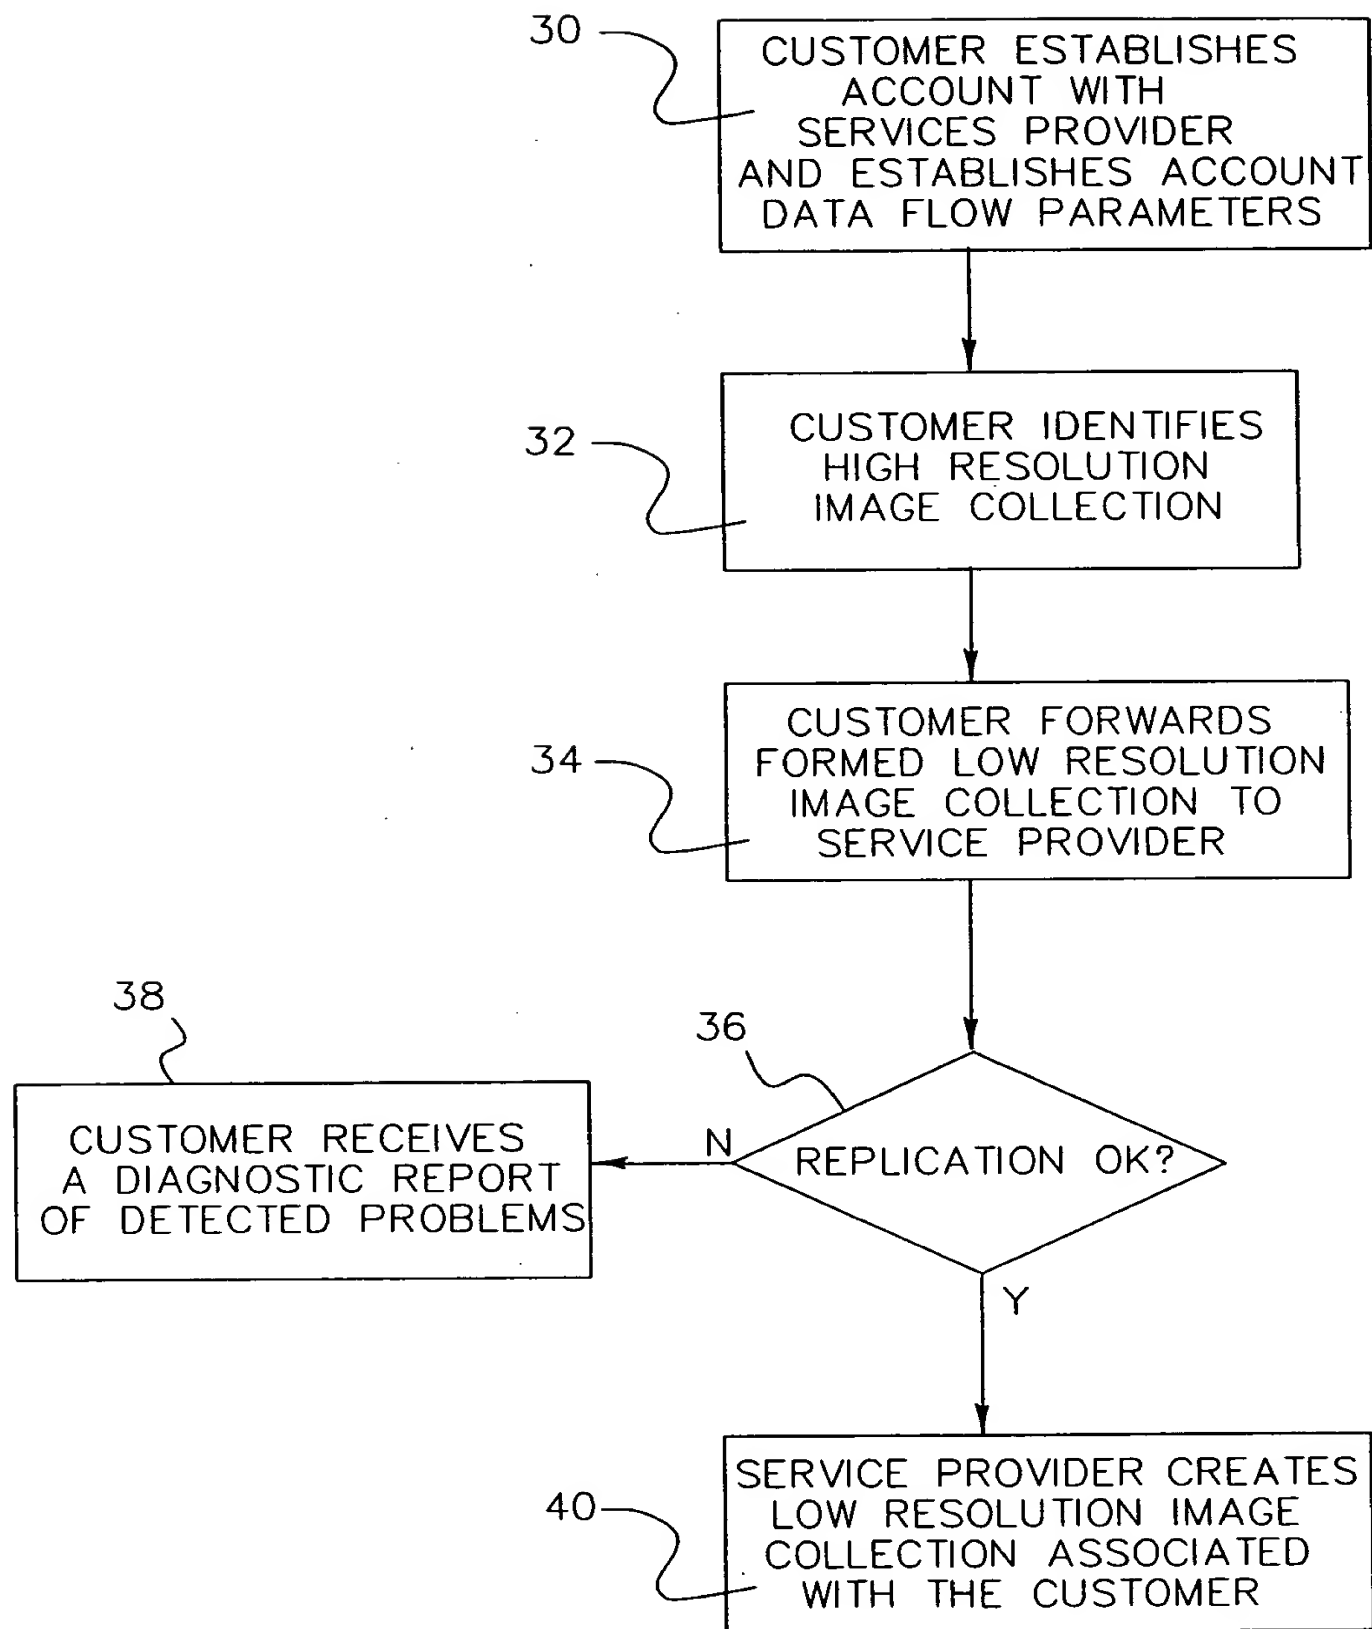 30
CUSTOMER ESTABLISHES
ACCOUNT WITH
SERVICES PROVIDER
AND ESTABLISHES ACCOUNT
DATA FLOW PARAMETERS
32
CUSTOMER IDENTIFIES
HIGH RESOLUTION
IMAGE COLLECTION
34
CUSTOMER FORWARDS
FORMED LOW RESOLUTION
IMAGE COLLECTION TO
SERVICE PROVIDER
38
36
CUSTOMER RECEIVES
A DIAGNOSTIC REPORT
OF DETECTED PROBLEMS
N
REPLICATION OK?
Y
40
SERVICE PROVIDER CREATES
LOW RESOLUTION IMAGE
COLLECTION ASSOCIATED
WITH THE CUSTOMER